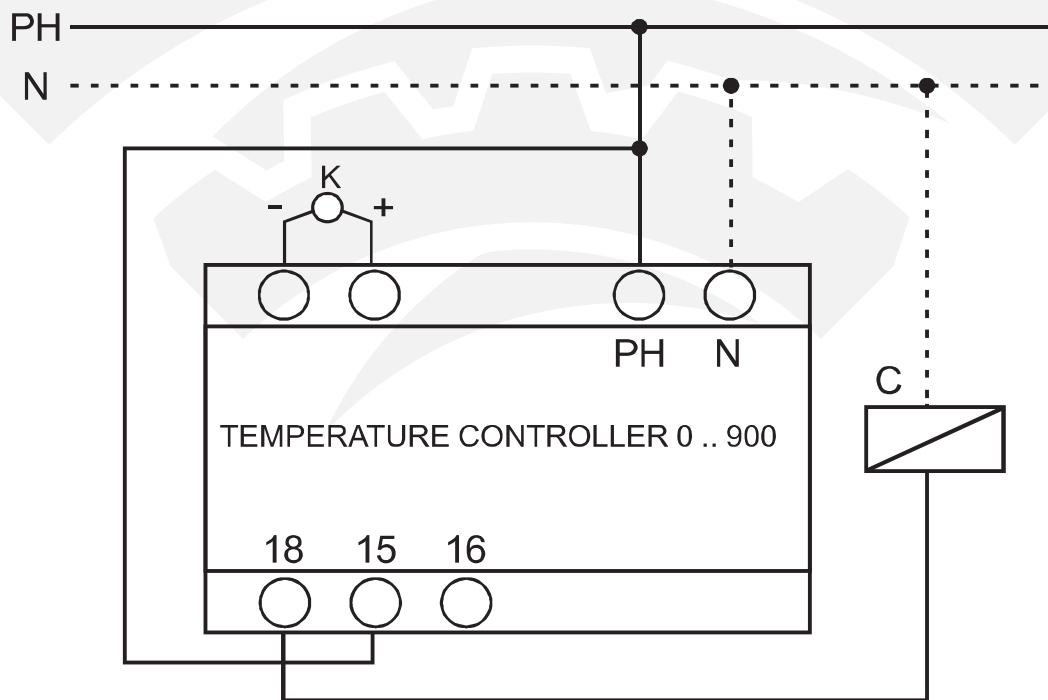 PH
N
K
- +
PH N
C
TEMPERATURE CONTROLLER 0 .. 900
18 15 16